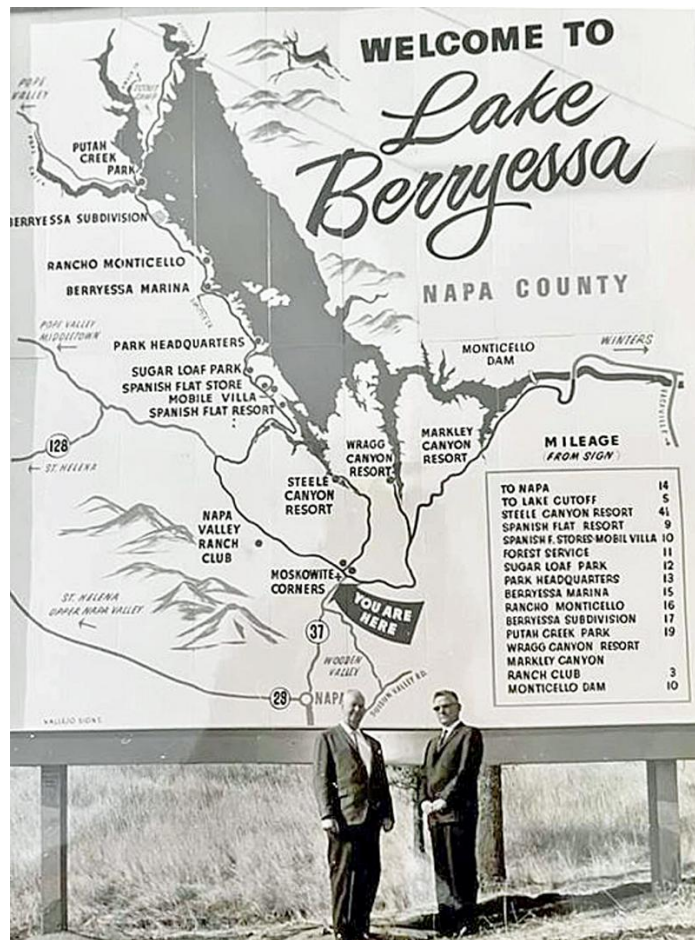 WELCOME TO
Lake
Berryessa
NAPA COUNTY
POPE
VALLEY
PUTAH
CREEK
PARK
BERRYESSA SUBDIVISION
RANCHO MONTICELLO
BERRYESSA MARINA
POPE VALLEY
MIDDLETOWN
PARK HEADQUARTERS
SUGAR LOAF PARK
SPANISH FLAT STORE
MOBILE VILLA
SPANISH FLAT RESORT
MONTICELLO
DAM
WINTERS
VACAVILLE
128
ST. HELENA
WRAGG
CANYON
RESORT
MARKLEY
CANYON
RESORT
STEELE
CANYON
RESORT
NAPA
VALLEY
RANCH
CLUB
MOSKOWITE
CORNERS
YOU ARE
HERE
ST. HELENA
UPPER NAPA VALLEY
37
WOODEN
VALLEY
29
NAPA
SUISUN VALLEY RD.
VALLEJO SIGNS
MILEAGE
(FROM SIGN)
TO NAPA 14
TO LAKE CUTOFF 5
STEELE CANYON RESORT 4½
SPANISH FLAT RESORT 9
SPANISH F. STORES-MOBIL VILLA 10
FOREST SERVICE 11
SUGAR LOAF PARK 12
PARK HEADQUARTERS 13
BERRYESSA MARINA 15
RANCHO MONTICELLO 16
BERRYESSA SUBDIVISION 17
PUTAH CREEK PARK 19
WRAGG CANYON RESORT
MARKLEY CANYON
RANCH CLUB 3
MONTICELLO DAM 10